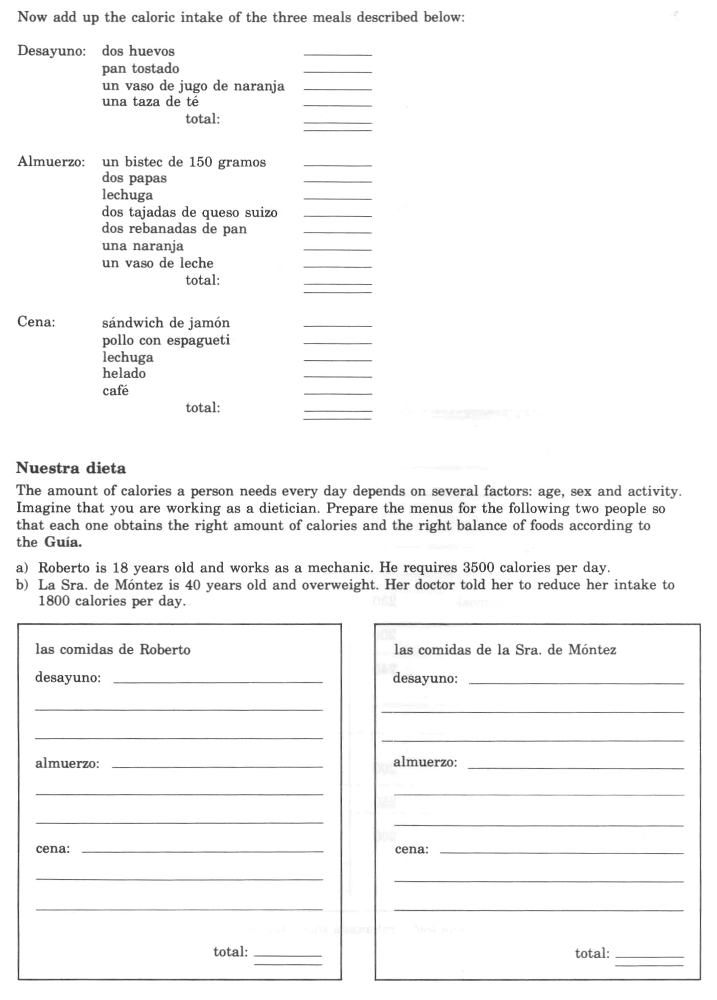 Now add up the caloric intake of the three meals described below:
Desayuno: dos huevos
pan tostado
un vaso de jugo de naranja
una taza de té
total:
Almuerzo: un bistec de 150 gramos
dos papas
lechuga
dos tajadas de queso suizo
dos rebanadas de pan
una naranja
un vaso de leche
total:
Cena: sándwich de jamón
pollo con espagueti
lechuga
helado
café
total:
Nuestra dieta
The amount of calories a person needs every day depends on several factors: age, sex and activity.
Imagine that you are working as a dietician. Prepare the menus for the following two people so
that each one obtains the right amount of calories and the right balance of foods according to
the Guía.
a) Roberto is 18 years old and works as a mechanic. He requires 3500 calories per day.
b) La Sra. de Móntez is 40 years old and overweight. Her doctor told her to reduce her intake to
1800 calories per day.
las comidas de Roberto
desayuno:
almuerzo:
cena:
total:
las comidas de la Sra. de Móntez
desayuno:
almuerzo:
cena:
total: